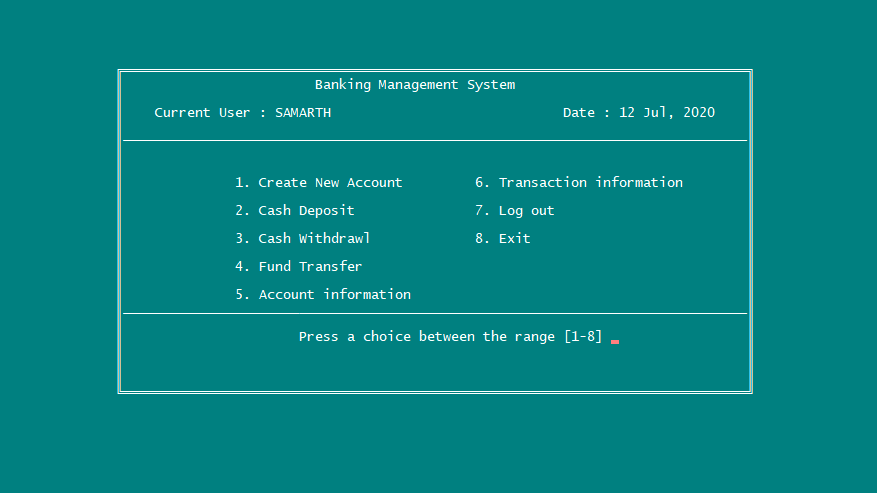 Banking Management System
Current User : SAMARTH Date : 12 Jul, 2020
1. Create New Account 6. Transaction information
2. Cash Deposit 7. Log out
3. Cash Withdrawl 8. Exit
4. Fund Transfer
5. Account information
Press a choice between the range [1-8]